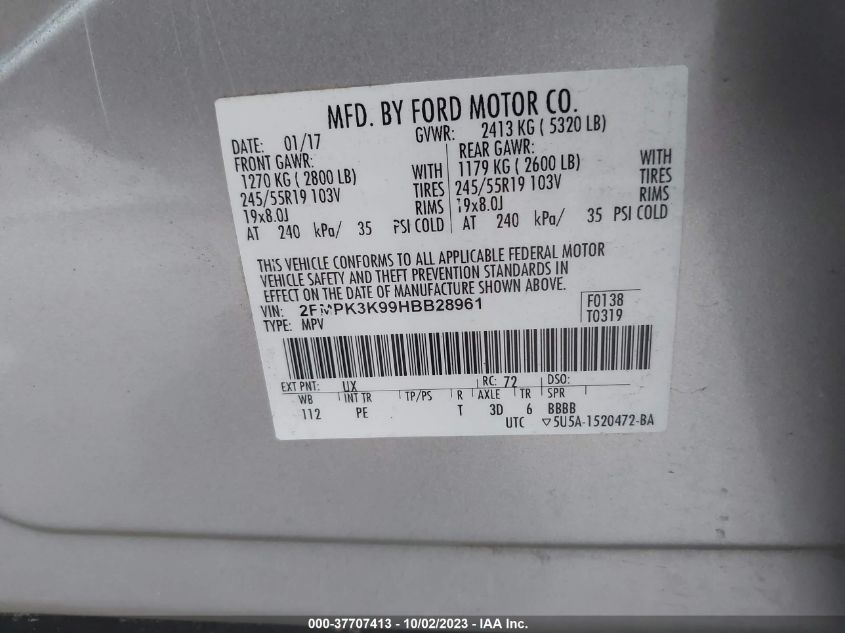 MFD. BY FORD MOTOR CO.
DATE: 01/17 GVWR: 2413 KG ( 5320 LB)
FRONT GAWR: REAR GAWR:
1270 KG ( 2800 LB) WITH 1179 KG ( 2600 LB) WITH
245/55R19 103V TIRES 245/55R19 103V TIRES
19x8.0J RIMS 19x8.0J RIMS
AT 240 kPa/ 35 PSI COLD AT 240 kPa/ 35 PSI COLD
THIS VEHICLE CONFORMS TO ALL APPLICABLE FEDERAL MOTOR
VEHICLE SAFETY AND THEFT PREVENTION STANDARDS IN
EFFECT ON THE DATE OF MANUFACTURE SHOWN ABOVE.
VIN: 2FMPK3K99HBB28961 F0138
TYPE: MPV T0319
EXT PNT: UX RC: 72 DSO:
WB INT TR TP/PS R AXLE TR SPR
112 PE T 3D 6 BBBB
UTC ▽5U5A-1520472-BA
000-37707413 - 10/02/2023 - IAA Inc.